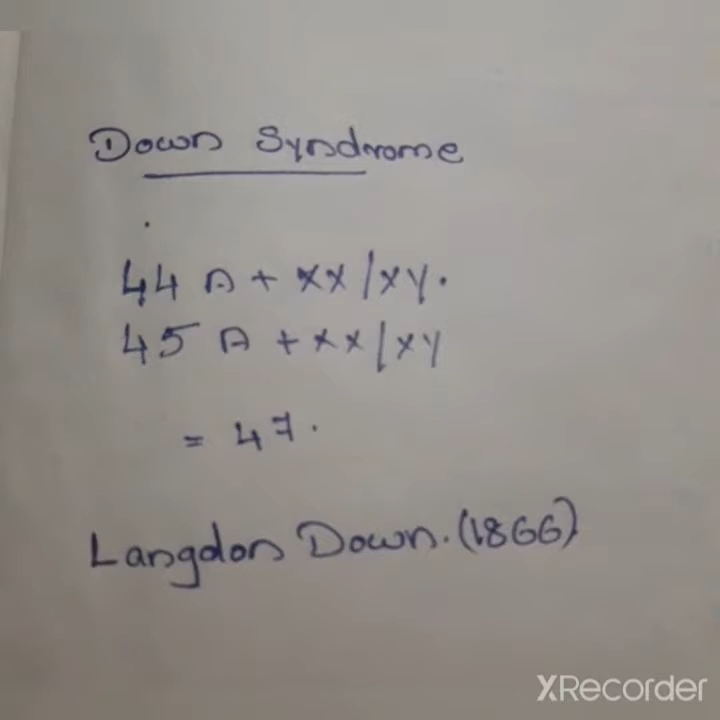 Down Syndrome
44 A + XX/XY.
45 A + XX/XY
= 47.
Langdon Down. (1866)
XRecorder